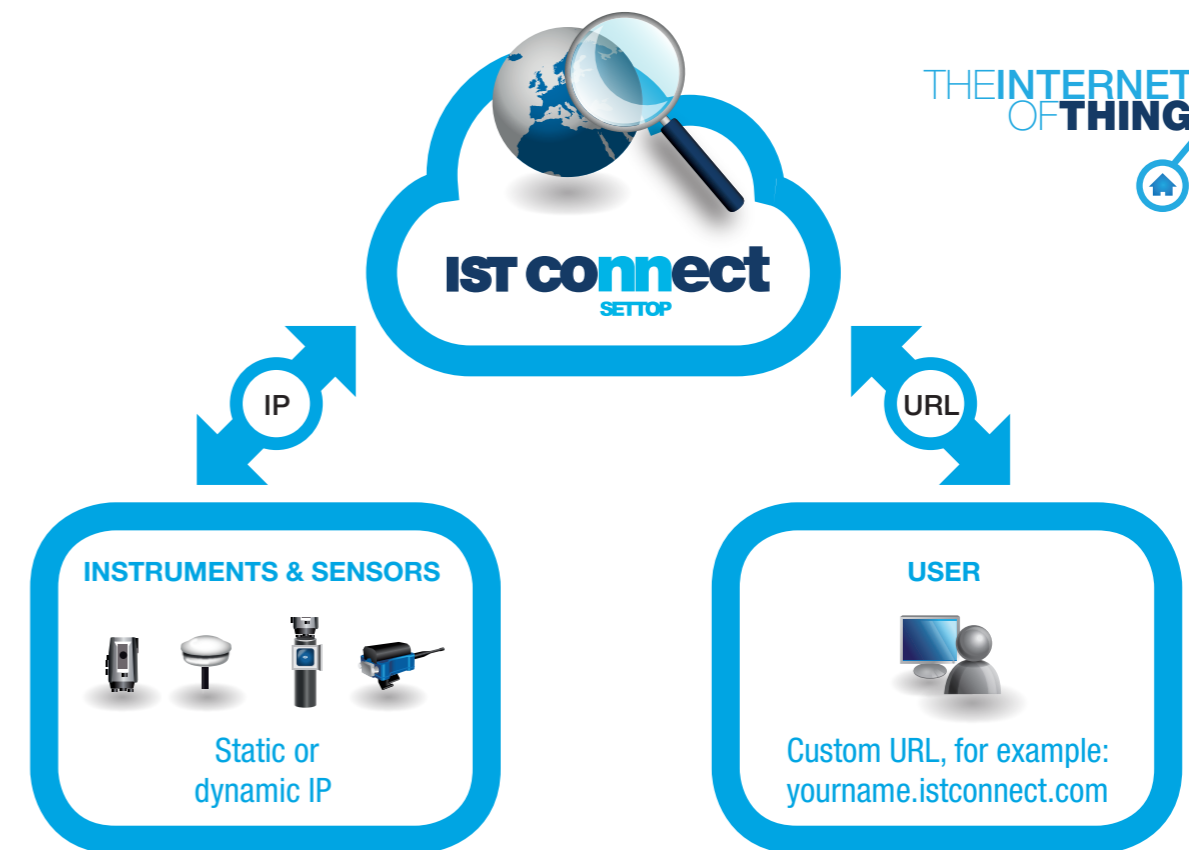 THEINTERNET
OFTHING
IST connect
SETTOP
IP
URL
INSTRUMENTS & SENSORS
Static or
dynamic IP
USER
Custom URL, for example:
yourname.istconnect.com